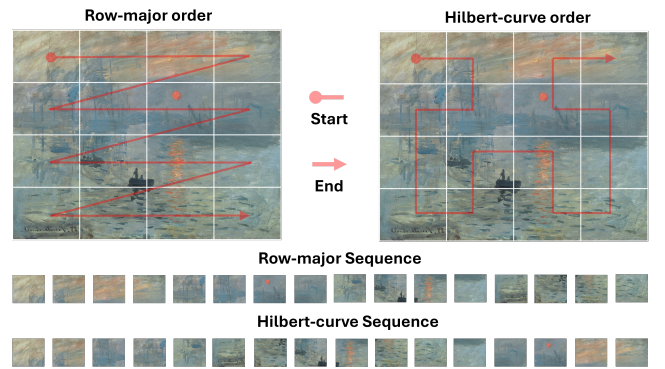 Row-major order
Hilbert-curve order
Start
End
Row-major Sequence
Hilbert-curve Sequence